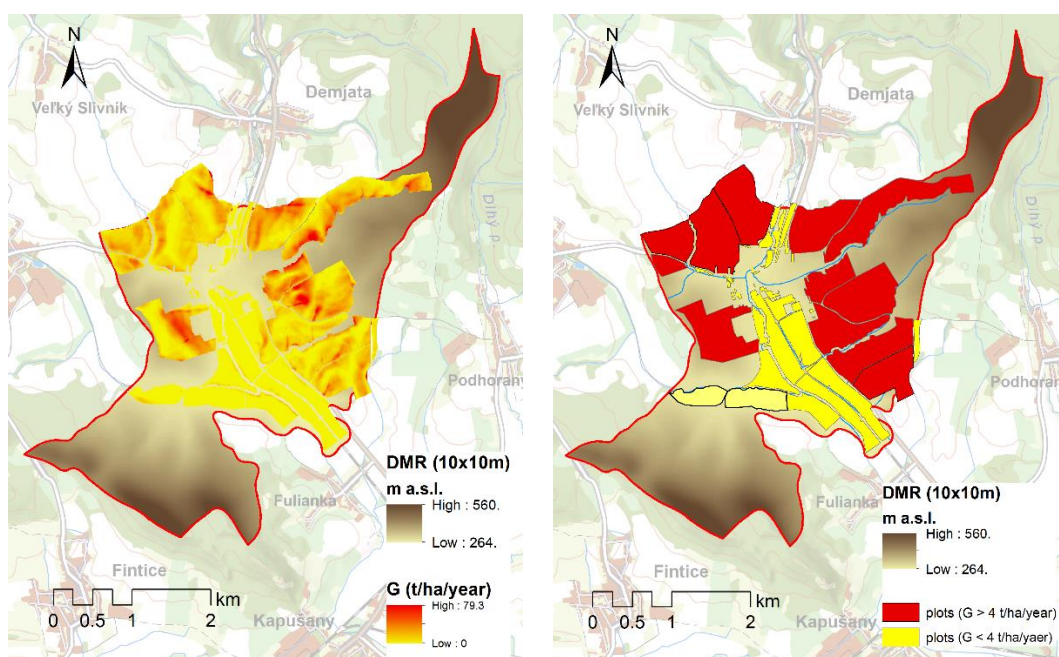 N
Veľký Slivník
Demjata
Dlhý P.
Podhorany
Fulianka
Fintice
Kapušany
DMR (10x10m)
m a.s.l.
High : 560.
Low : 264.
G (t/ha/year)
High : 79.3
Low : 0
km
0 0.5 1 2
N
Veľký Slivník
Demjata
Dlhý P.
Podhorany
Fulianka
Fintice
Kapušany
DMR (10x10m)
m a.s.l.
High : 560.
Low : 264.
plots (G > 4 t/ha/year)
plots (G < 4 t/ha/yaer)
km
0 0.5 1 2